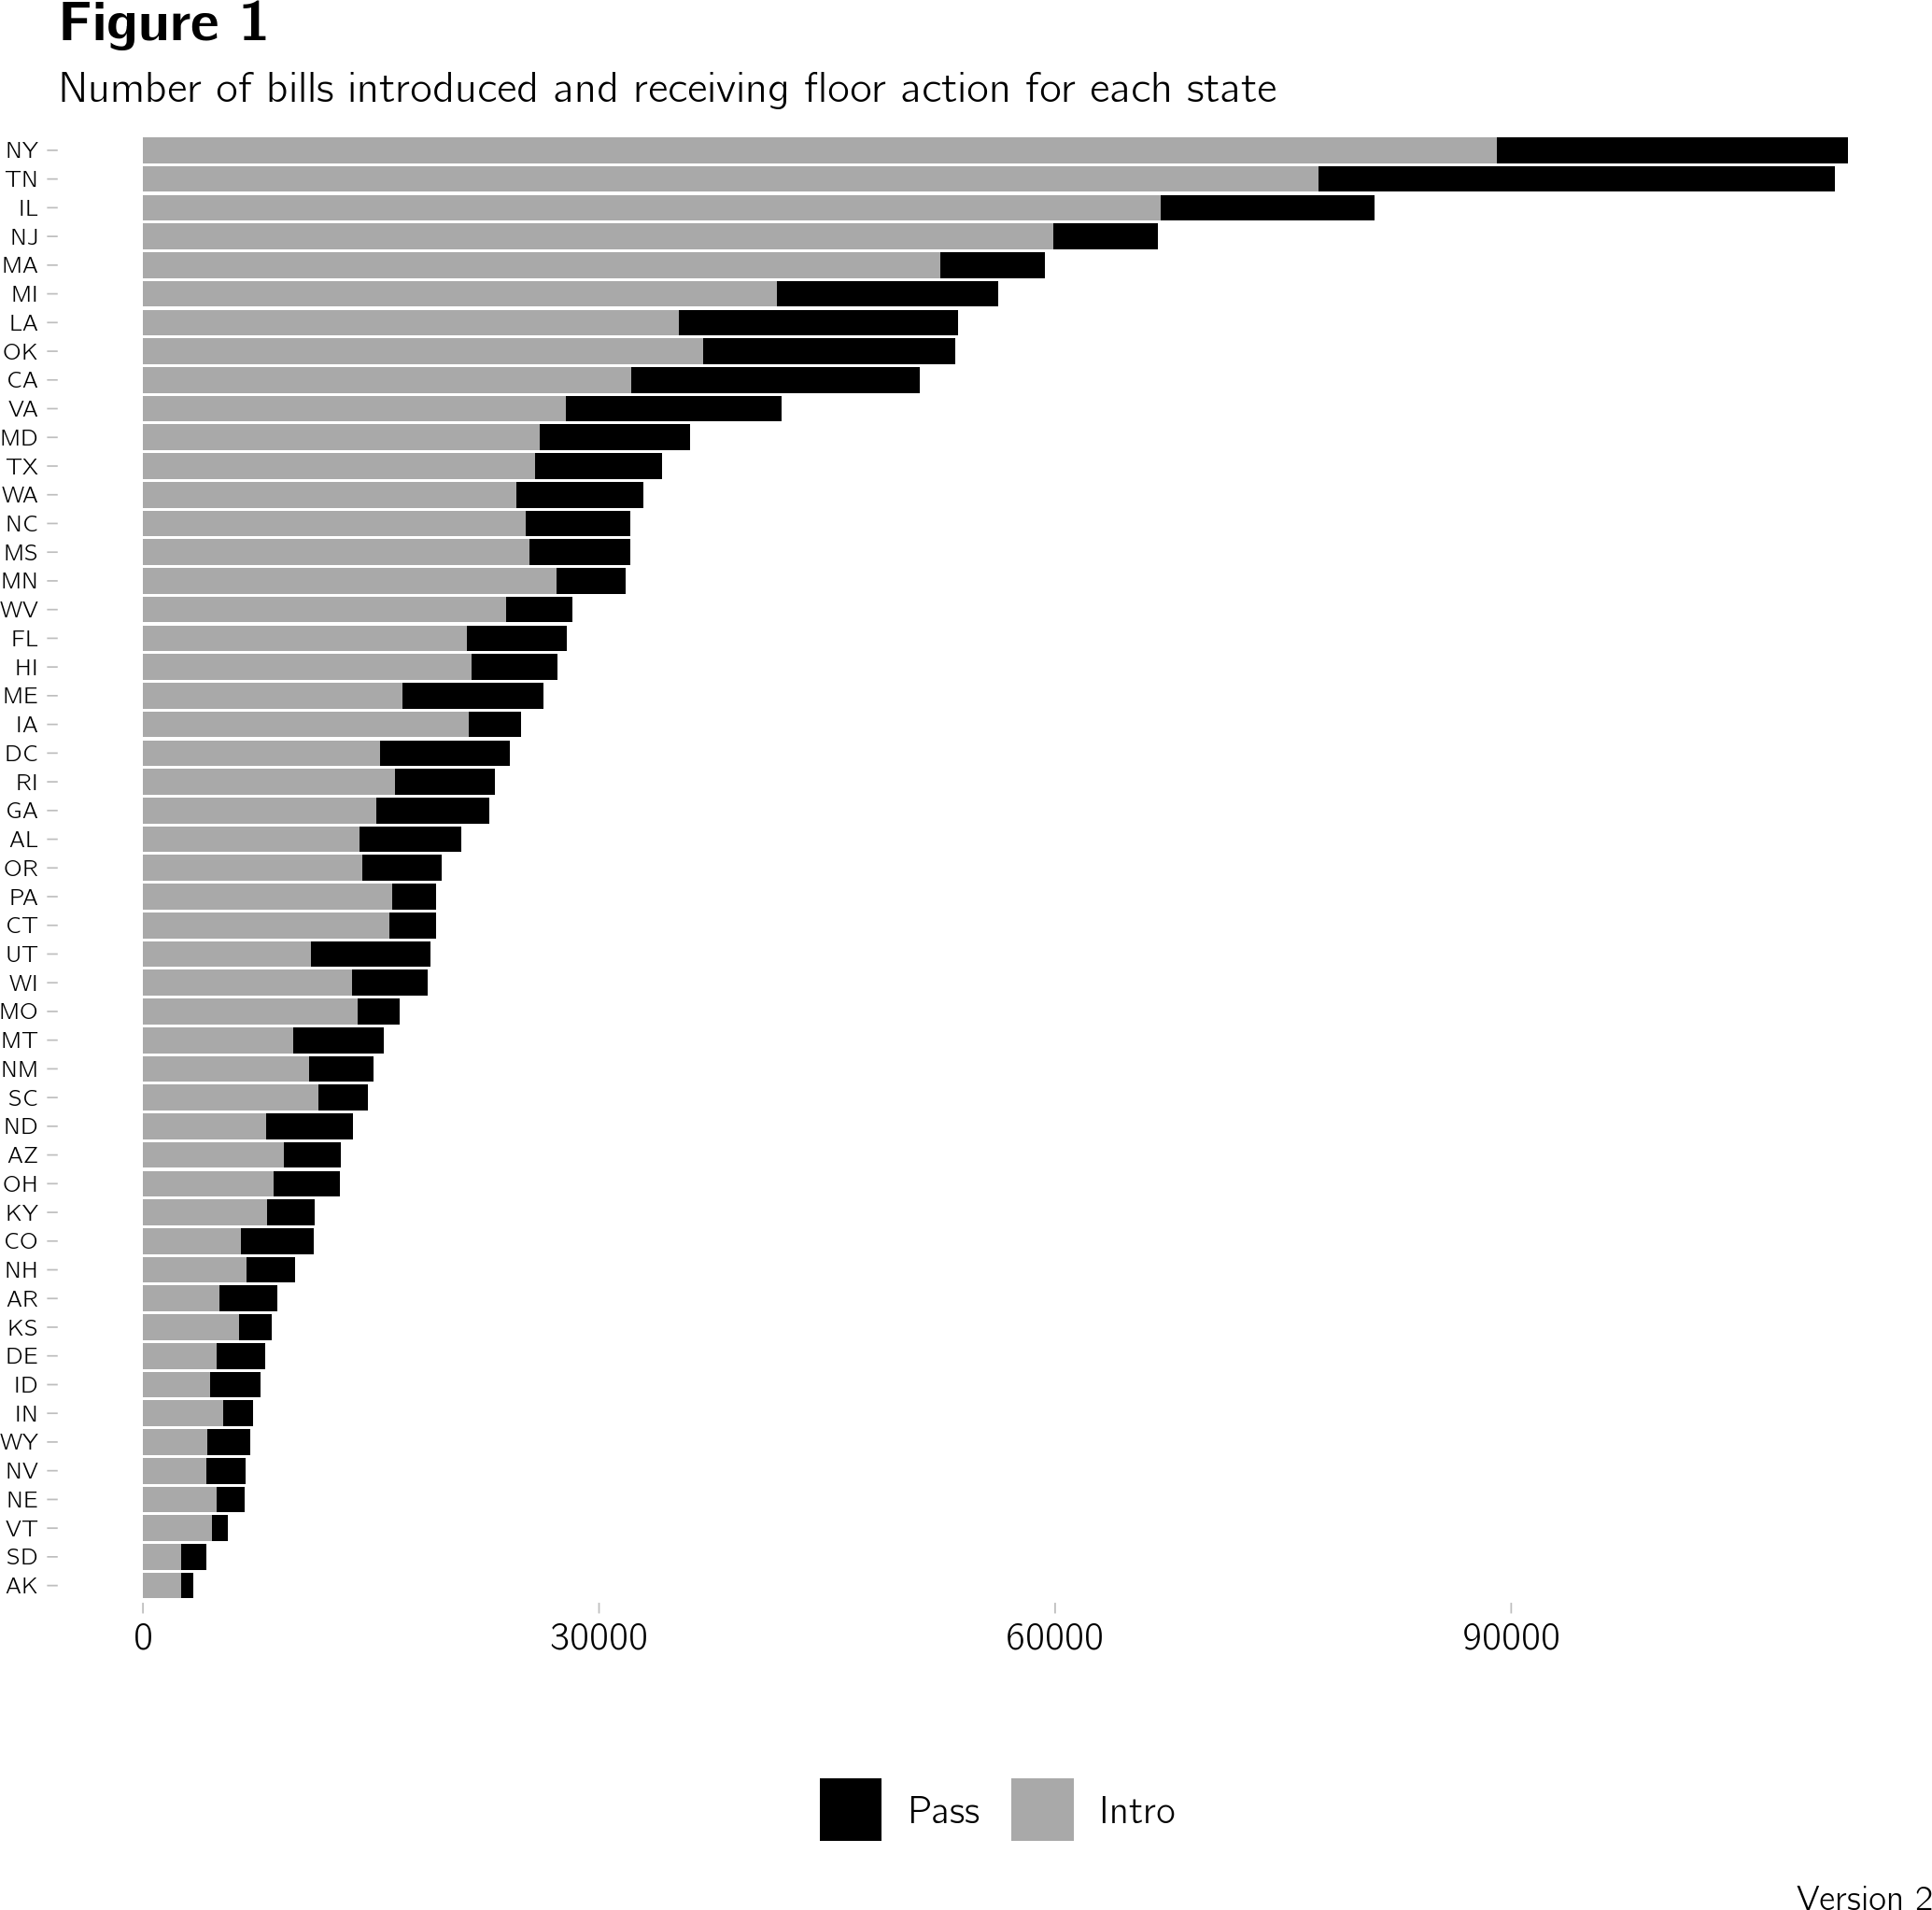 Figure 1
Number of bills introduced and receiving floor action for each state
NY
TN
IL
NJ
MA
MI
LA
OK
CA
VA
MD
TX
WA
NC
MS
MN
WV
FL
HI
ME
IA
DC
RI
GA
AL
OR
PA
CT
UT
WI
MO
MT
NM
SC
ND
AZ
OH
KY
CO
NH
AR
KS
DE
ID
IN
WY
NV
NE
VT
SD
AK
0 30000 60000 90000
Pass Intro
Version 2